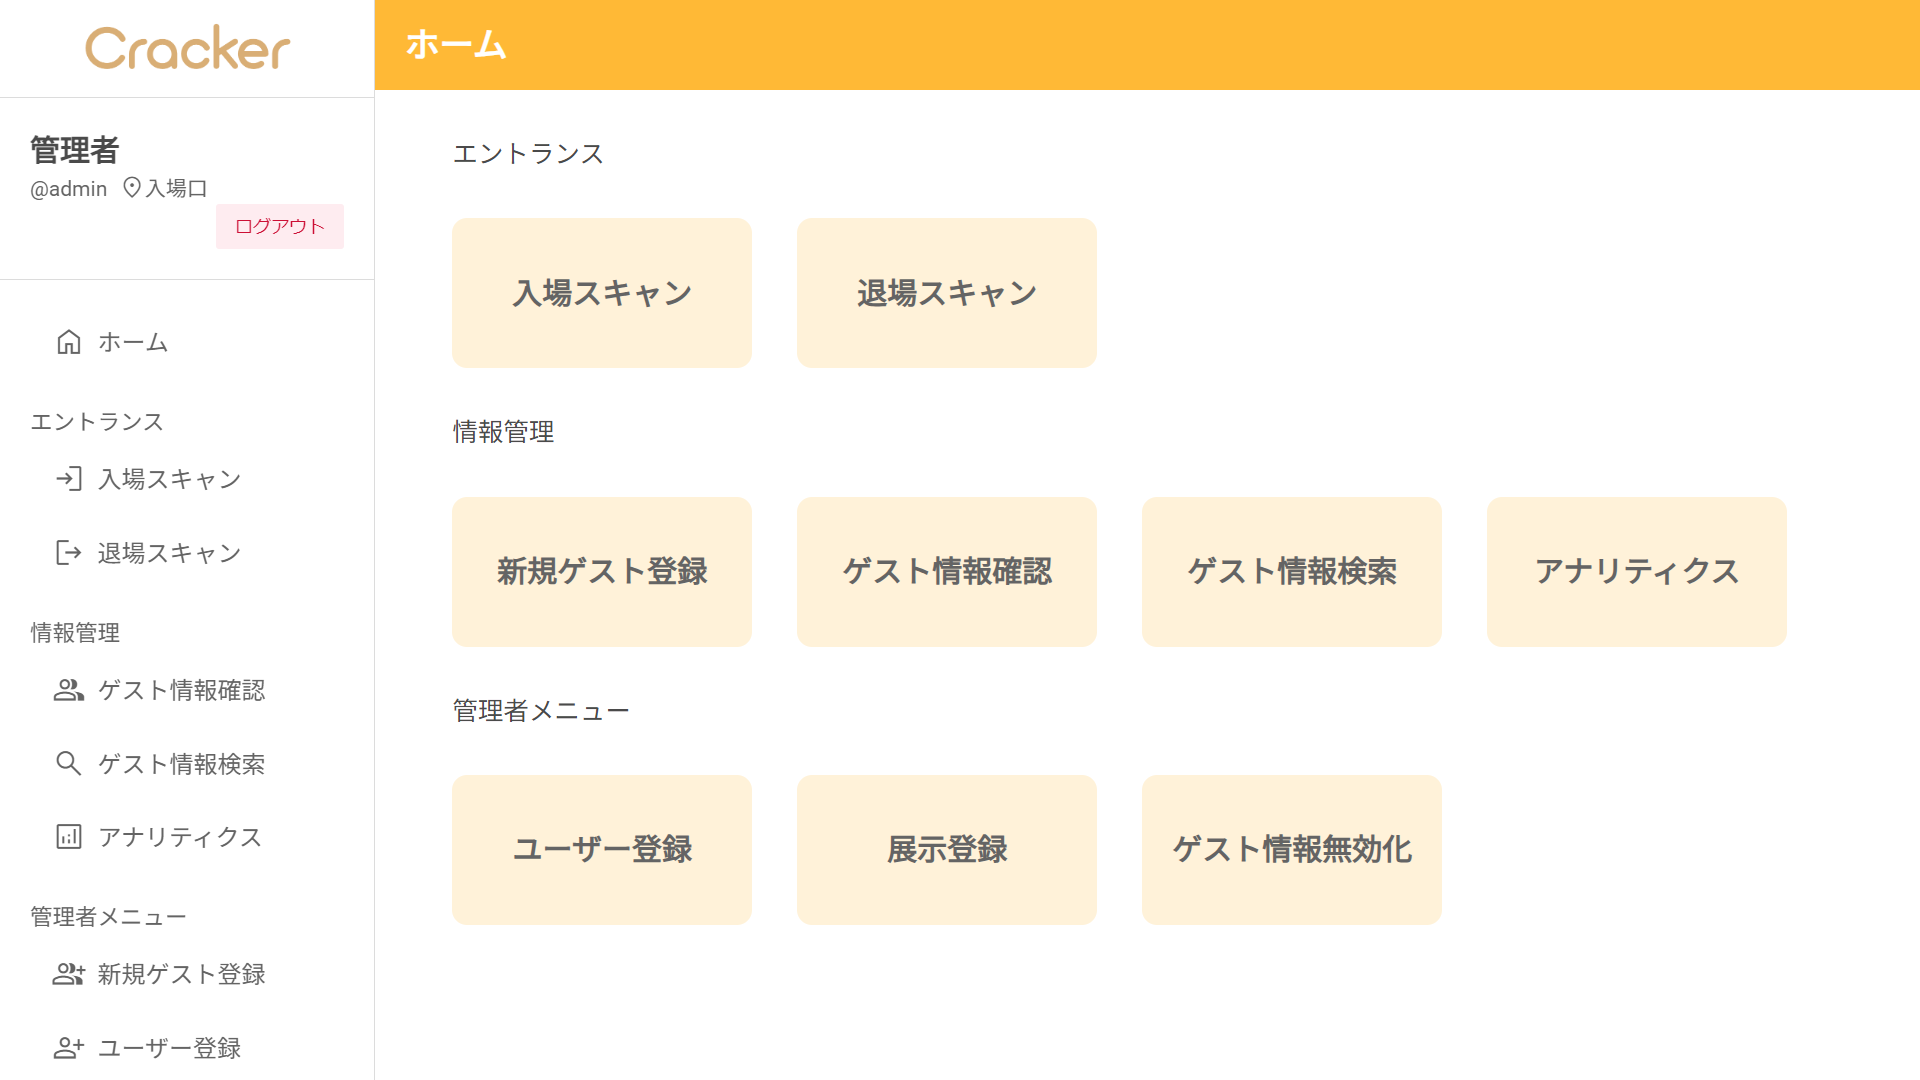 Cracker
管理者
@admin 入場口
ログアウト
ホーム
エントランス
入場スキャン
退場スキャン
情報管理
ゲスト情報確認
ゲスト情報検索
アナリティクス
管理者メニュー
新規ゲスト登録
ユーザー登録
ホーム
エントランス
入場スキャン 退場スキャン
情報管理
新規ゲスト登録 ゲスト情報確認 ゲスト情報検索 アナリティクス
管理者メニュー
ユーザー登録 展示登録 ゲスト情報無効化